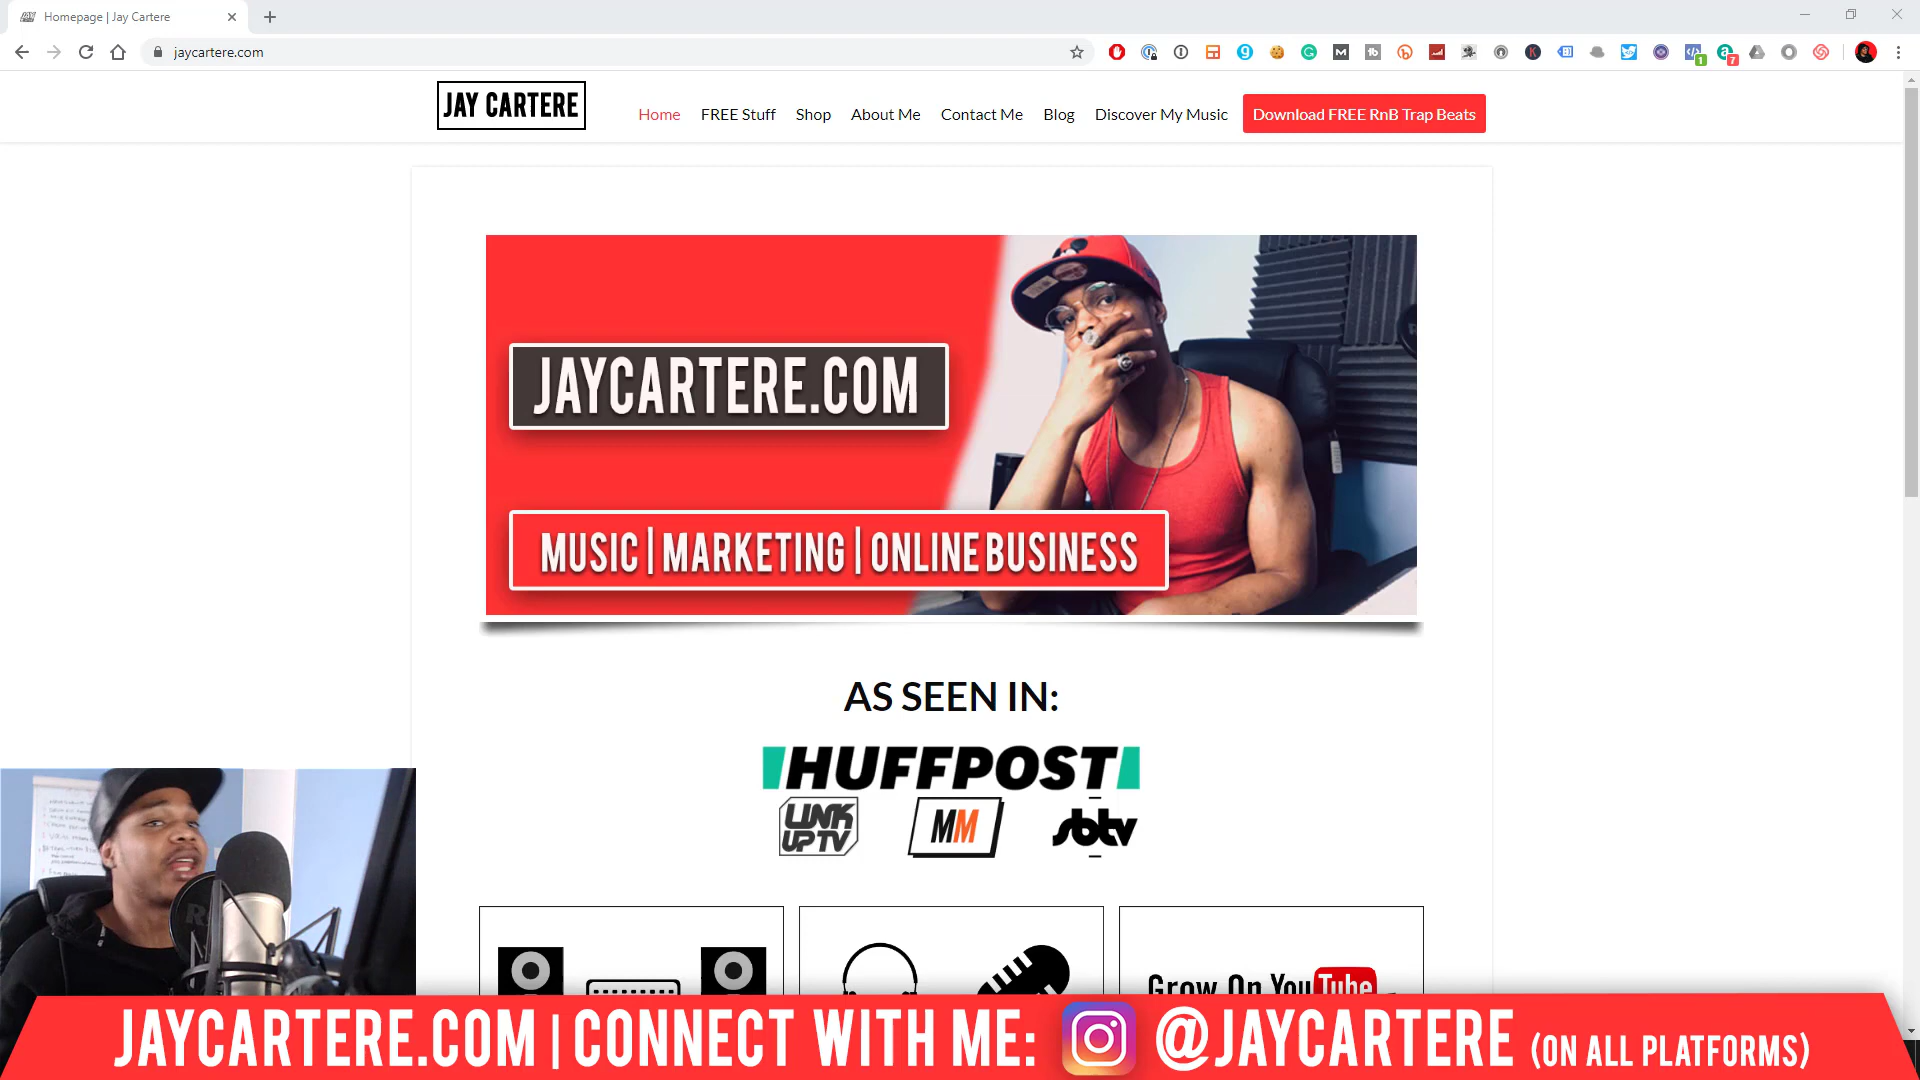 Homepage | Jay Cartere
jaycartere.com
JAY CARTERE
Home FREE Stuff Shop About Me Contact Me Blog Discover My Music Download FREE RnB Trap Beats
JAYCARTERE.COM
MUSIC | MARKETING | ONLINE BUSINESS
AS SEEN IN:
HUFFPOST
LINK UP TV
MM
sbtv
Grow On YouTube
JAYCARTERE.COM | CONNECT WITH ME: @JAYCARTERE (ON ALL PLATFORMS)